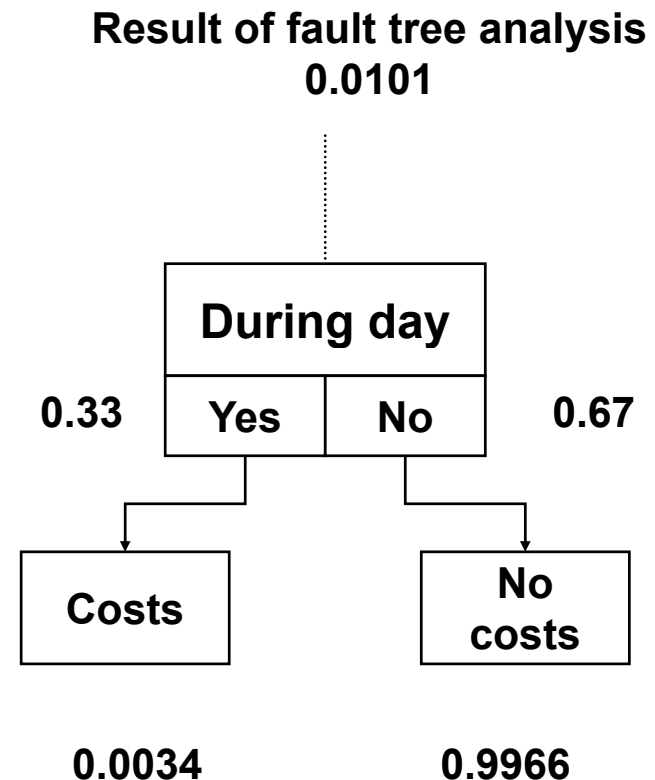 Result of fault tree analysis
0.0101
During day
0.33 Yes No 0.67
Costs
No
costs
0.0034 0.9966